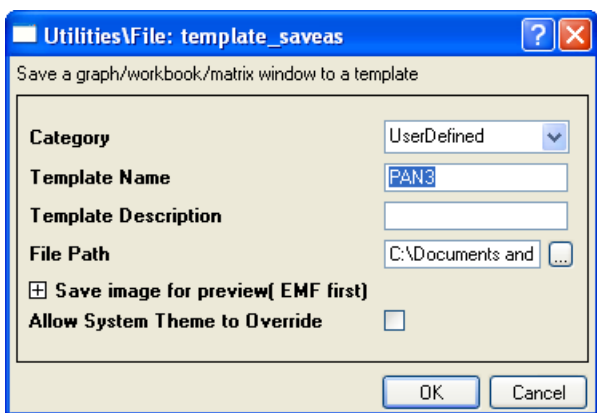 Utilities\File: template_saveas
Save a graph/workbook/matrix window to a template
Category UserDefined
Template Name PAN3
Template Description
File Path C:\Documents and ...
Save image for preview( EMF first)
Allow System Theme to Override
OK Cancel